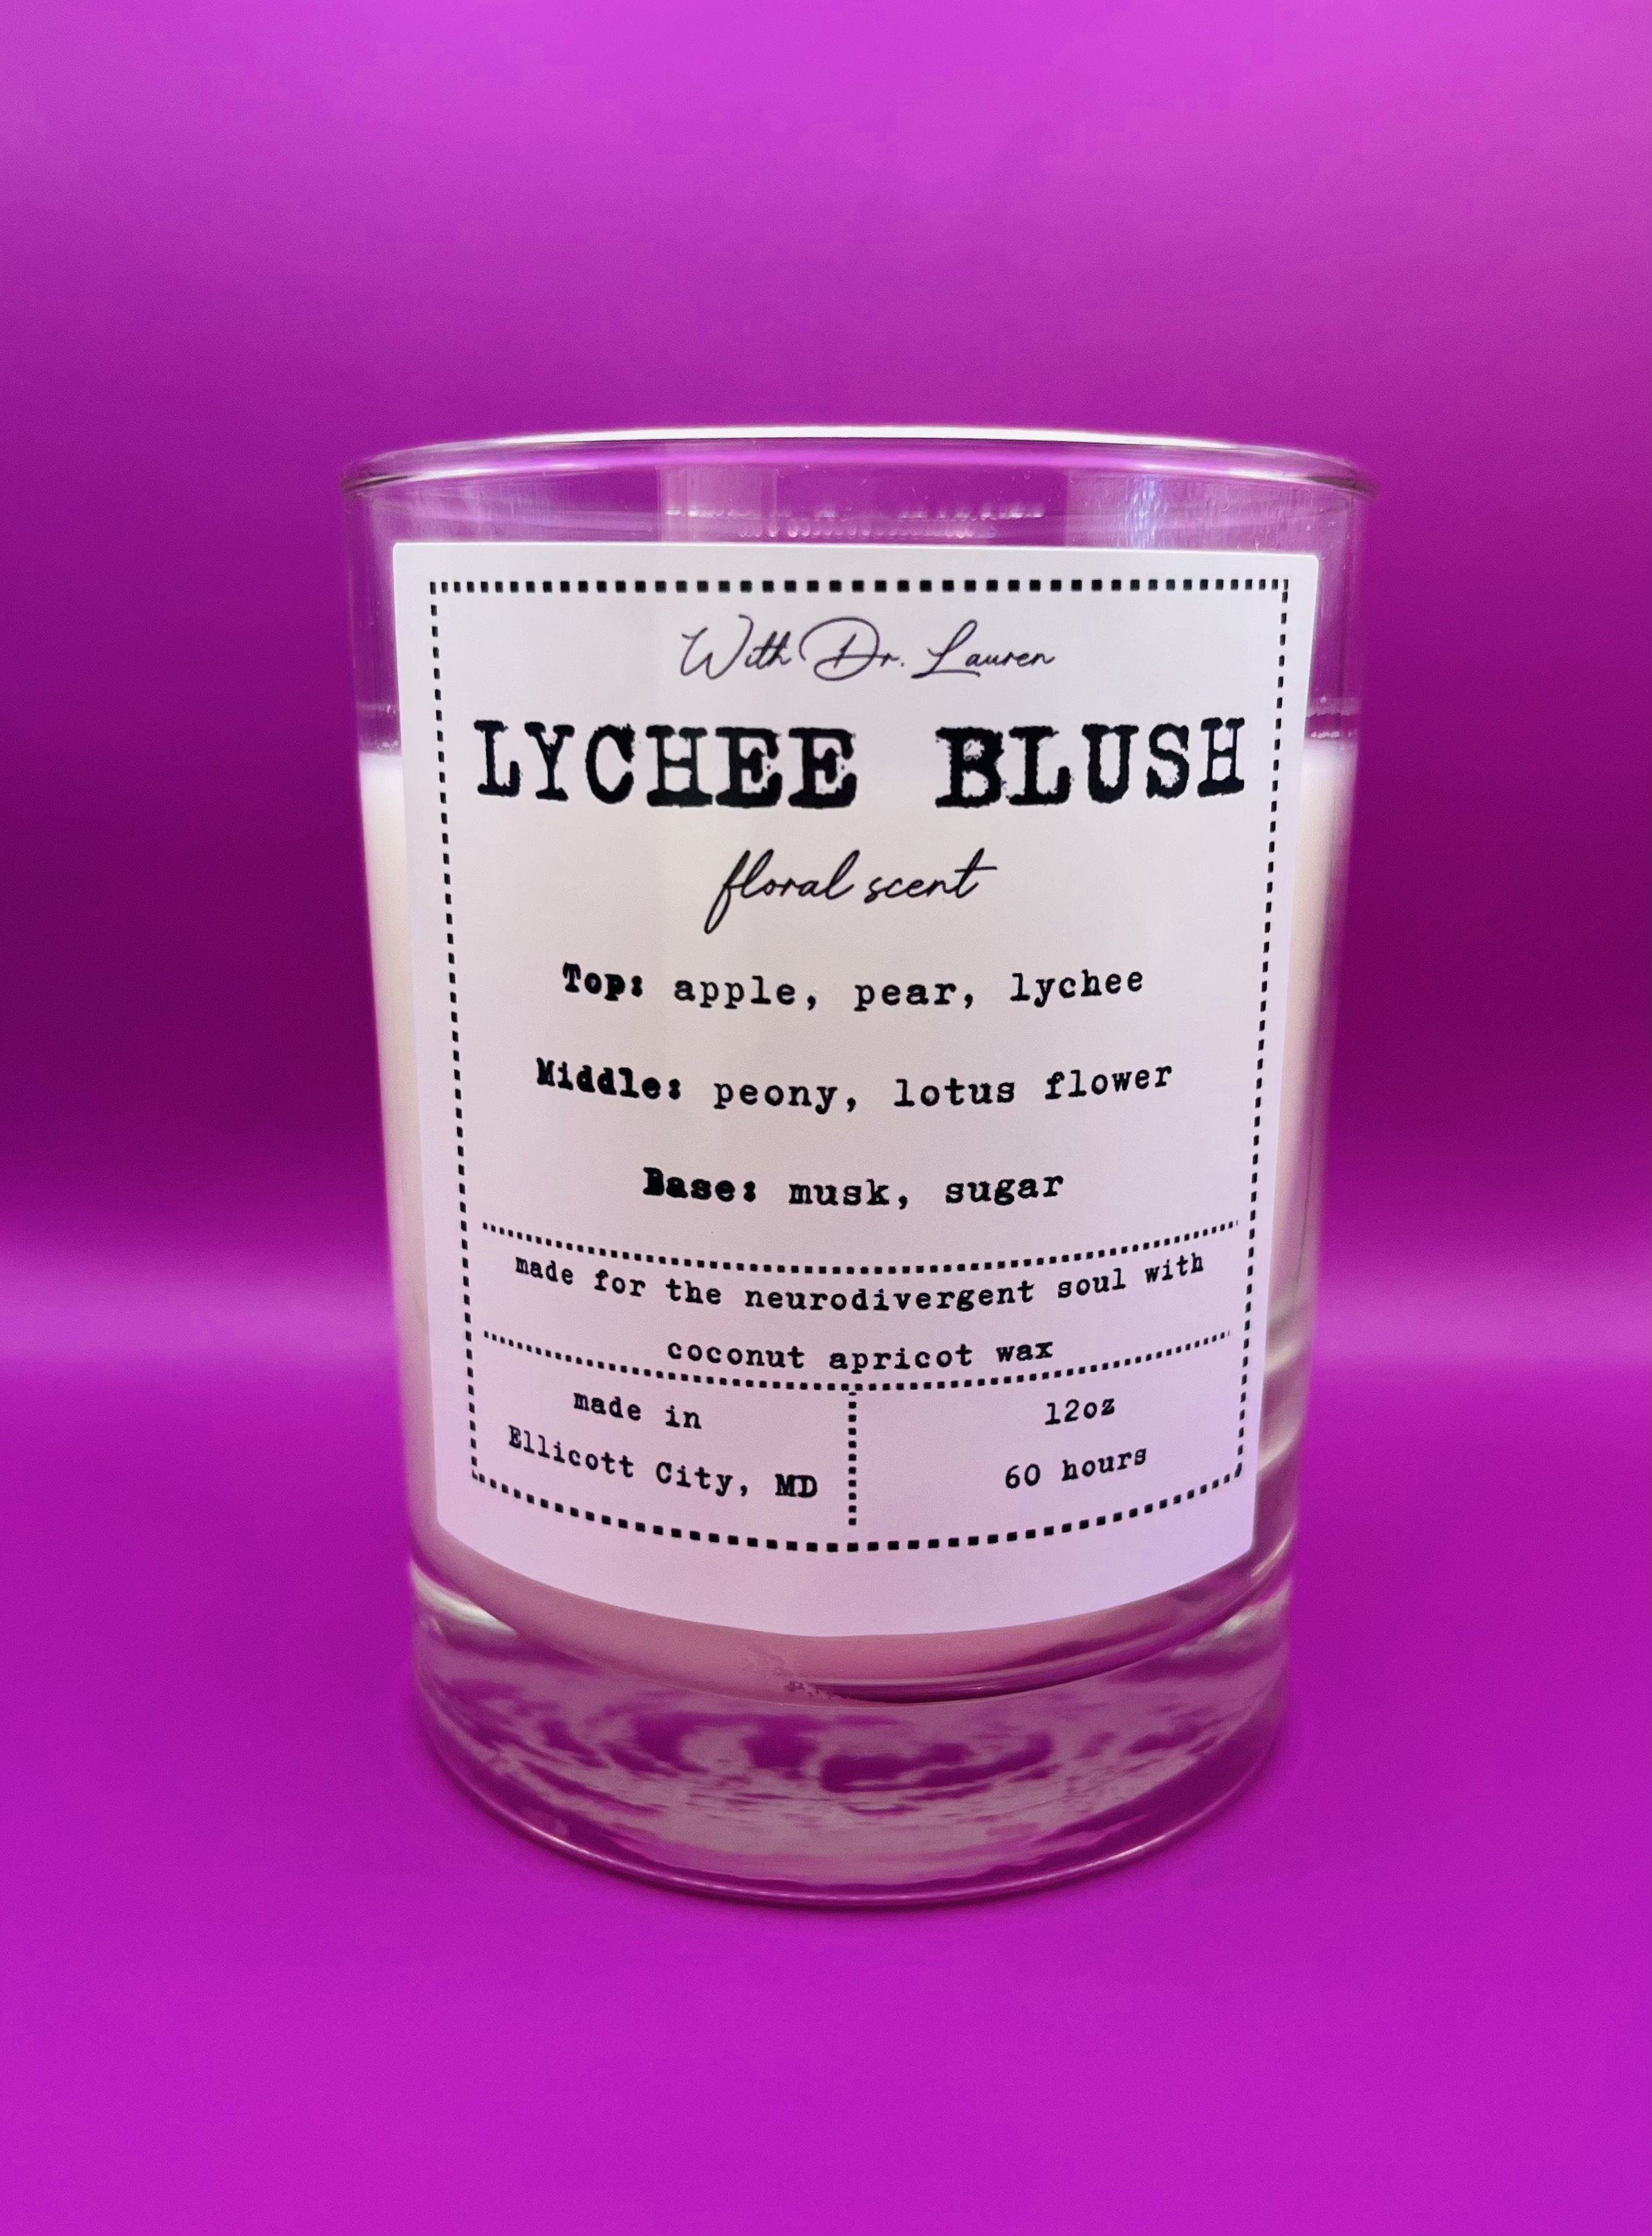 With Dr. Lauren
LYCHEE BLUSH
floral scent
Top: apple, pear, lychee
Middle: peony, lotus flower
Base: musk, sugar
made for the neurodivergent soul with
coconut apricot wax
made in
Ellicott City, MD
12oz
60 hours